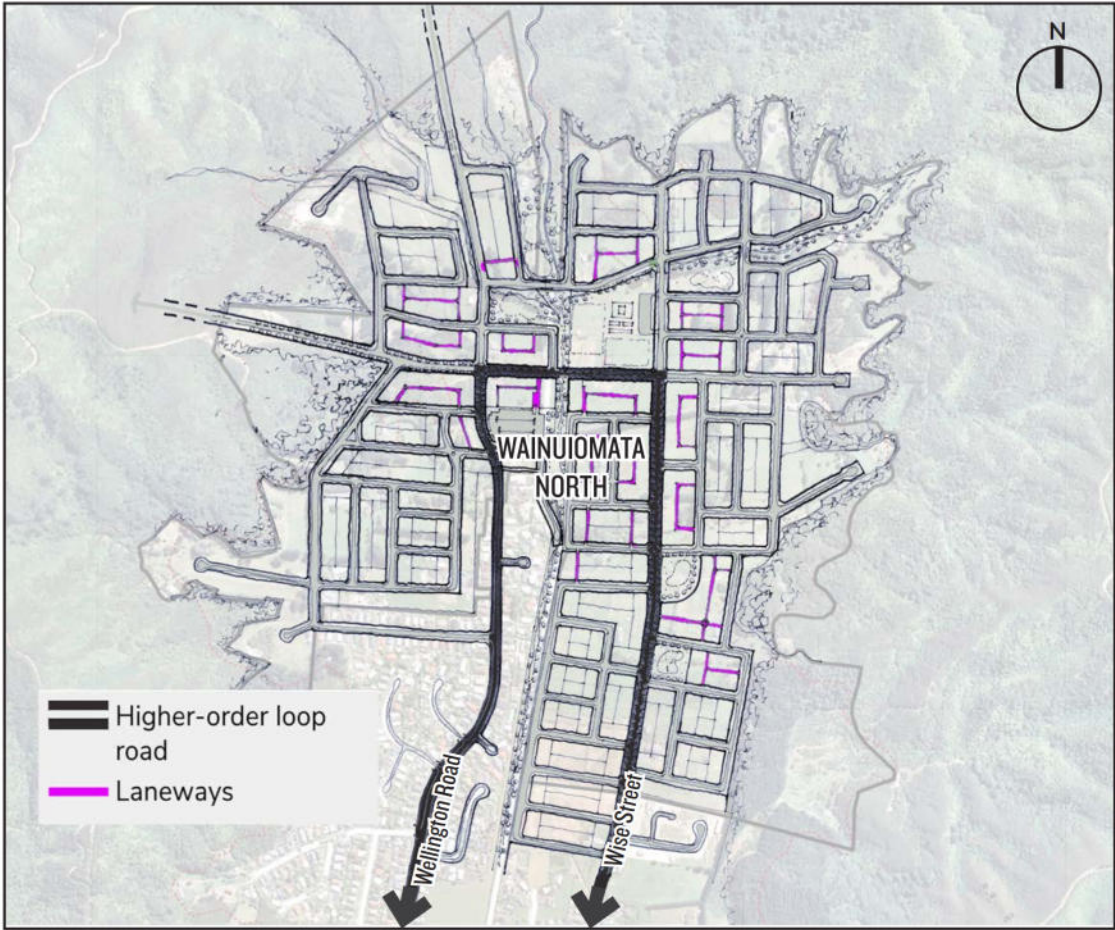 N
WAINUIOMATA
NORTH
Higher-order loop
road
Laneways
Wellington Road
Wise Street